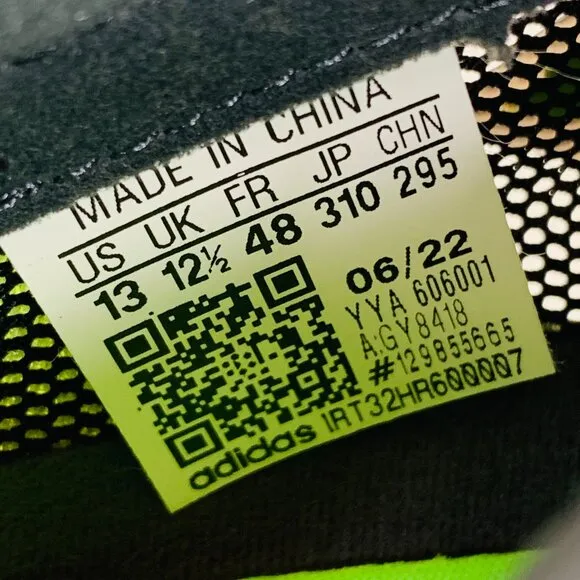 MADE IN CHINA
US UK FR JP CHN
13 12½ 48 310 295
06/22
YYA 606001
A:GY8418
#129855665
adidas IRT32HR600007